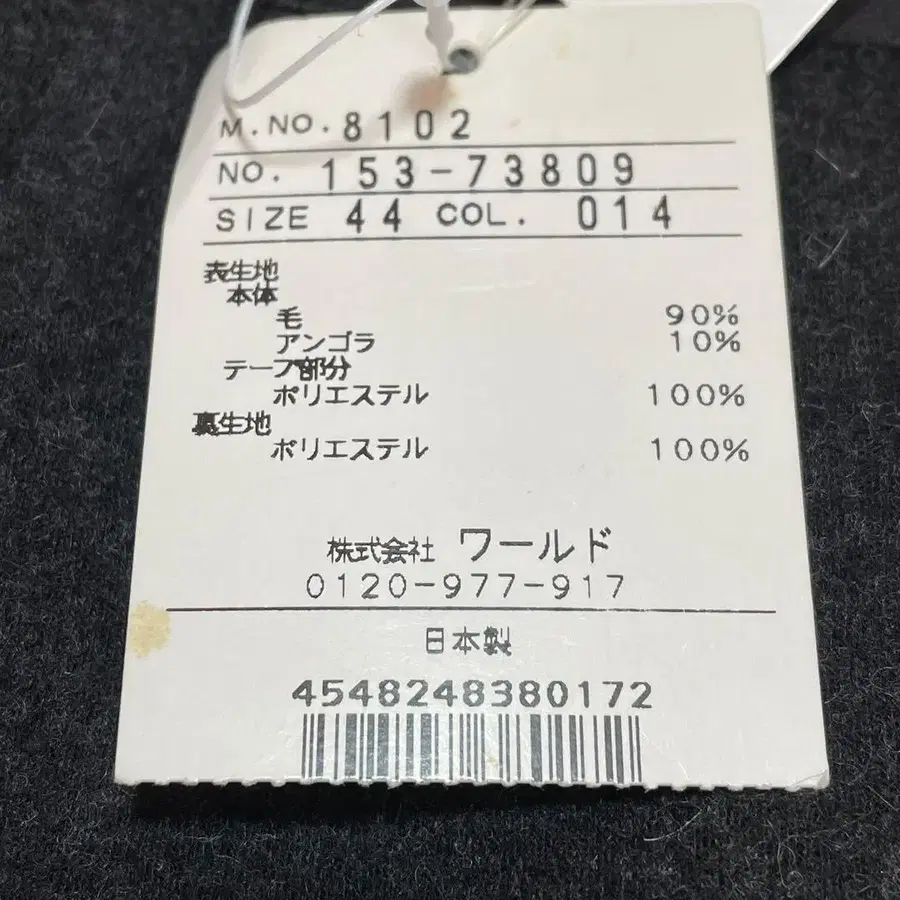 M.NO. 8102
NO. 153-73809
SIZE 44 COL. 014
表生地
本体
毛 90%
アンゴラ 10%
テープ部分
ポリエステル 100%
裏生地
ポリエステル 100%
株式会社 ワールド
0120-977-917
日本製
4548248380172